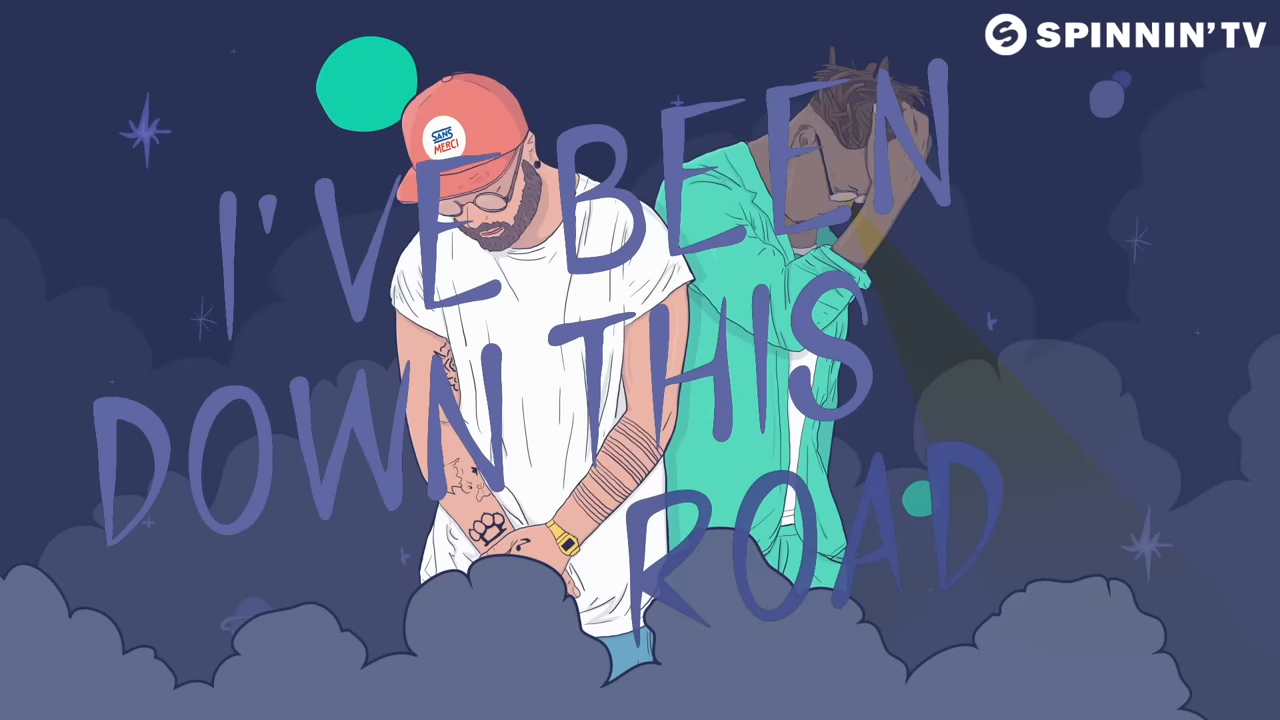 SPINNIN' TV
SANS
MERCI
I'VE BEEN
DOWN THIS
ROAD